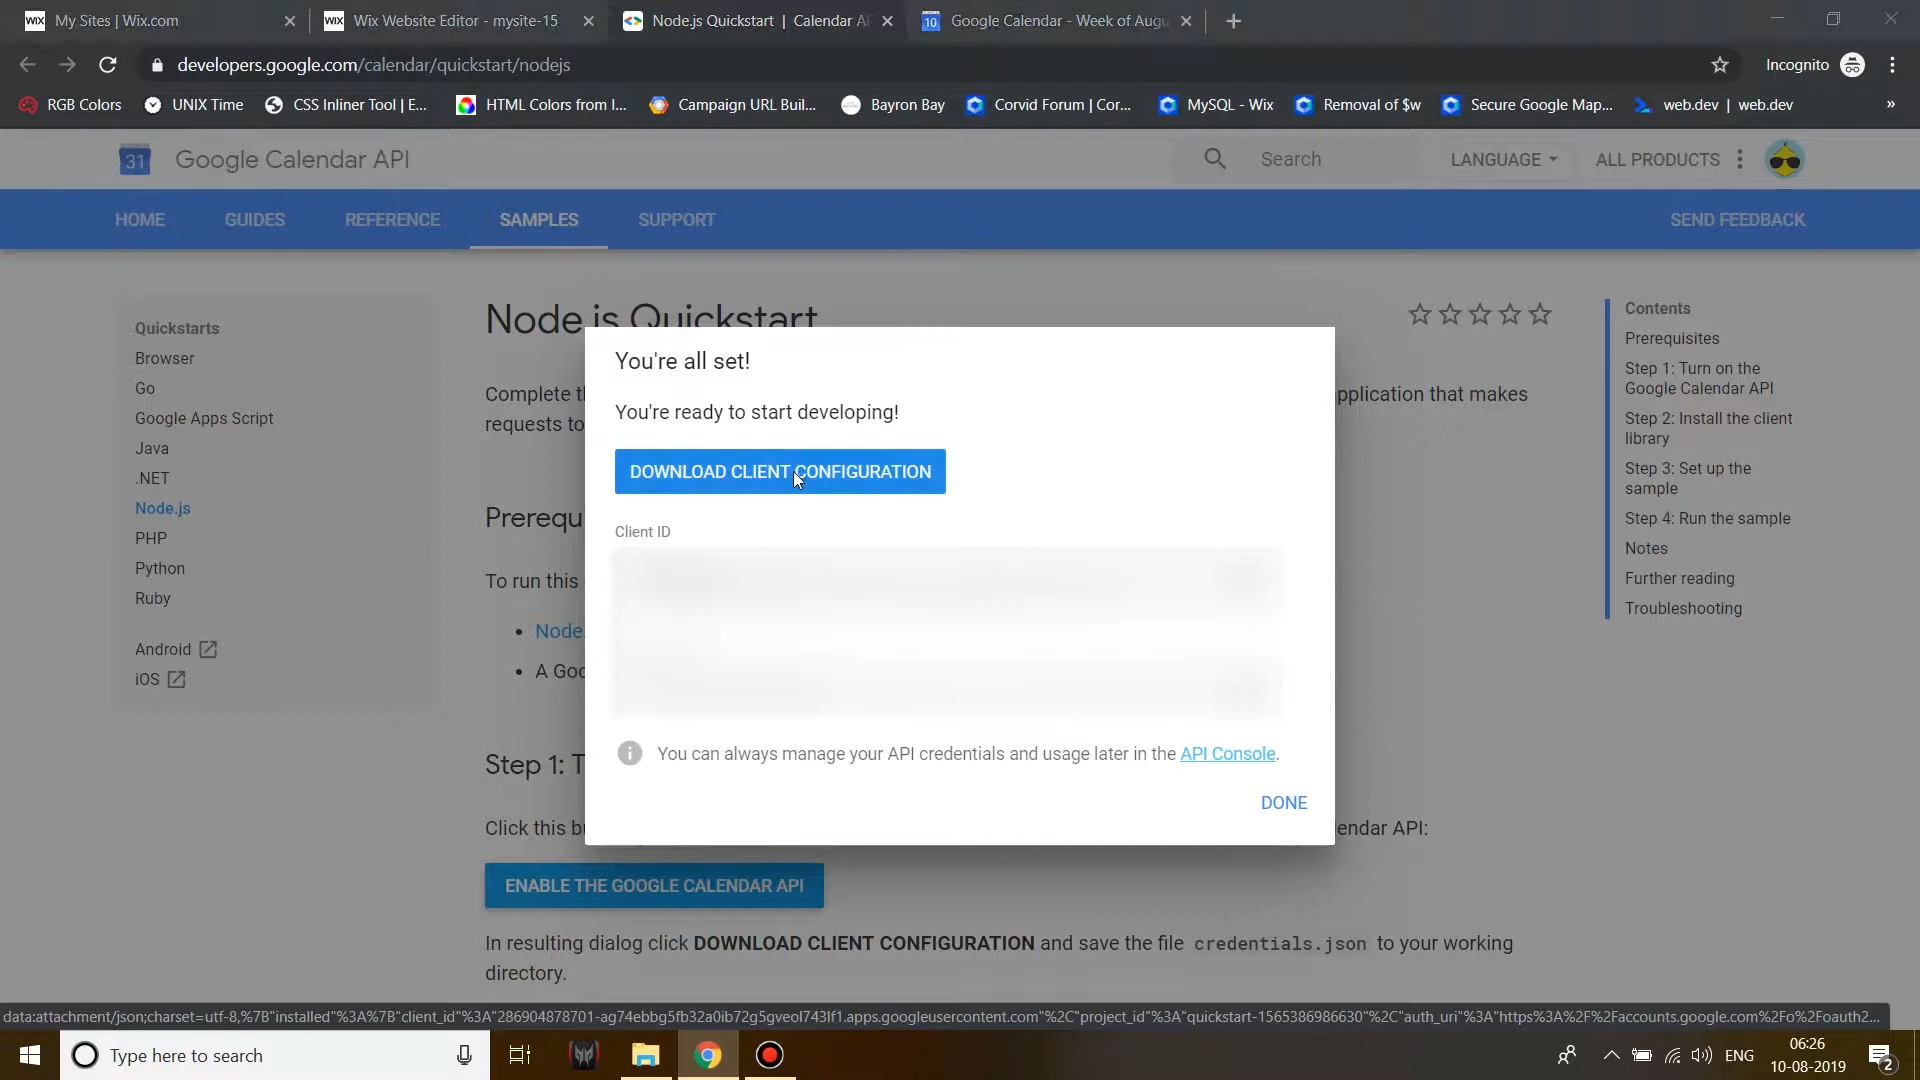 WIX My Sites | Wix.com
WIX Wix Website Editor - mysite-15
Node.js Quickstart | Calendar AP
10 Google Calendar - Week of Augu
developers.google.com/calendar/quickstart/nodejs
Incognito
RGB Colors
UNIX Time
CSS Inliner Tool | E...
HTML Colors from I...
Campaign URL Buil...
Bayron Bay
Corvid Forum | Cor...
MySQL - Wix
Removal of $w
Secure Google Map...
web.dev | web.dev
»
31 Google Calendar API
Search
LANGUAGE
ALL PRODUCTS
HOME
GUIDES
REFERENCE
SAMPLES
SUPPORT
SEND FEEDBACK
Quickstarts
Browser
Go
Google Apps Script
Java
.NET
Node.js
PHP
Python
Ruby
Android
iOS
Node.js Quickstart
Complete t
pplication that makes
requests to
Prerequ
To run this
• Node.
• A Goo
Step 1: T
Click this b
endar API:
You're all set!
You're ready to start developing!
DOWNLOAD CLIENT CONFIGURATION
Client ID
You can always manage your API credentials and usage later in the API Console.
DONE
ENABLE THE GOOGLE CALENDAR API
In resulting dialog click DOWNLOAD CLIENT CONFIGURATION and save the file credentials.json to your working
directory.
Contents
Prerequisites
Step 1: Turn on the
Google Calendar API
Step 2: Install the client
library
Step 3: Set up the
sample
Step 4: Run the sample
Notes
Further reading
Troubleshooting
data:attachment/json;charset=utf-8,%7B"installed"%3A%7B"client_id"%3A"286904878701-ag74ebbg5fb32a0ib72g5gveol743lf1.apps.googleusercontent.com"%2C"project_id"%3A"quickstart-1565386986630"%2C"auth_uri"%3A"https%3A%2F%2Faccounts.google.com%2Fo%2Foauth2...
Type here to search
ENG
06:26
10-08-2019
2